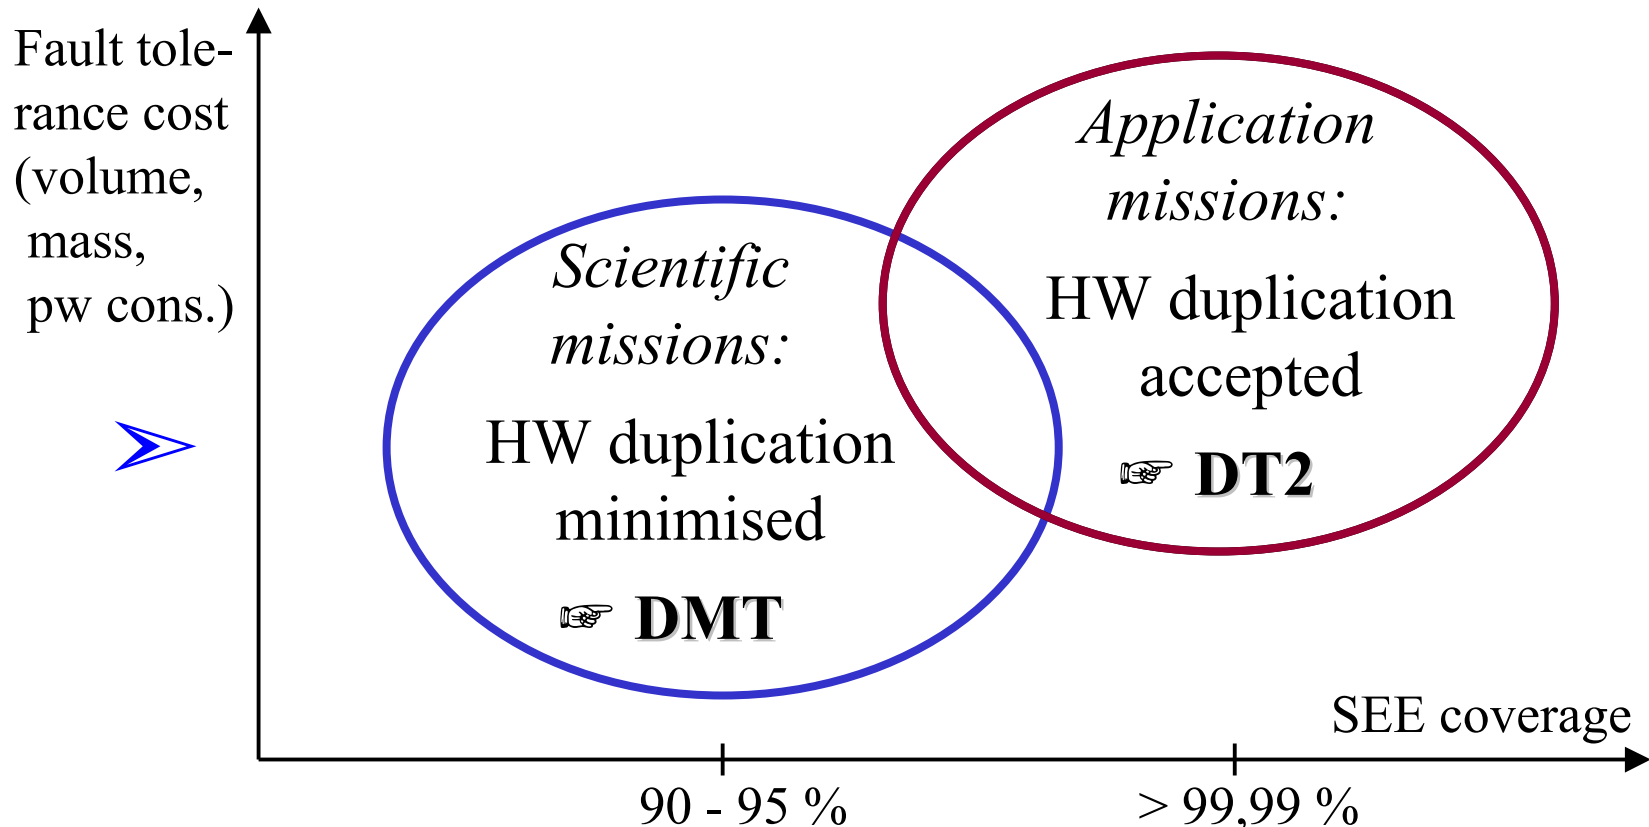 Fault tole-
rance cost
(volume,
mass,
pw cons.)
Scientific
missions:
HW duplication
minimised
☞ DMT
Application
missions:
HW duplication
accepted
☞ DT2
SEE coverage
90 - 95 %
> 99,99 %